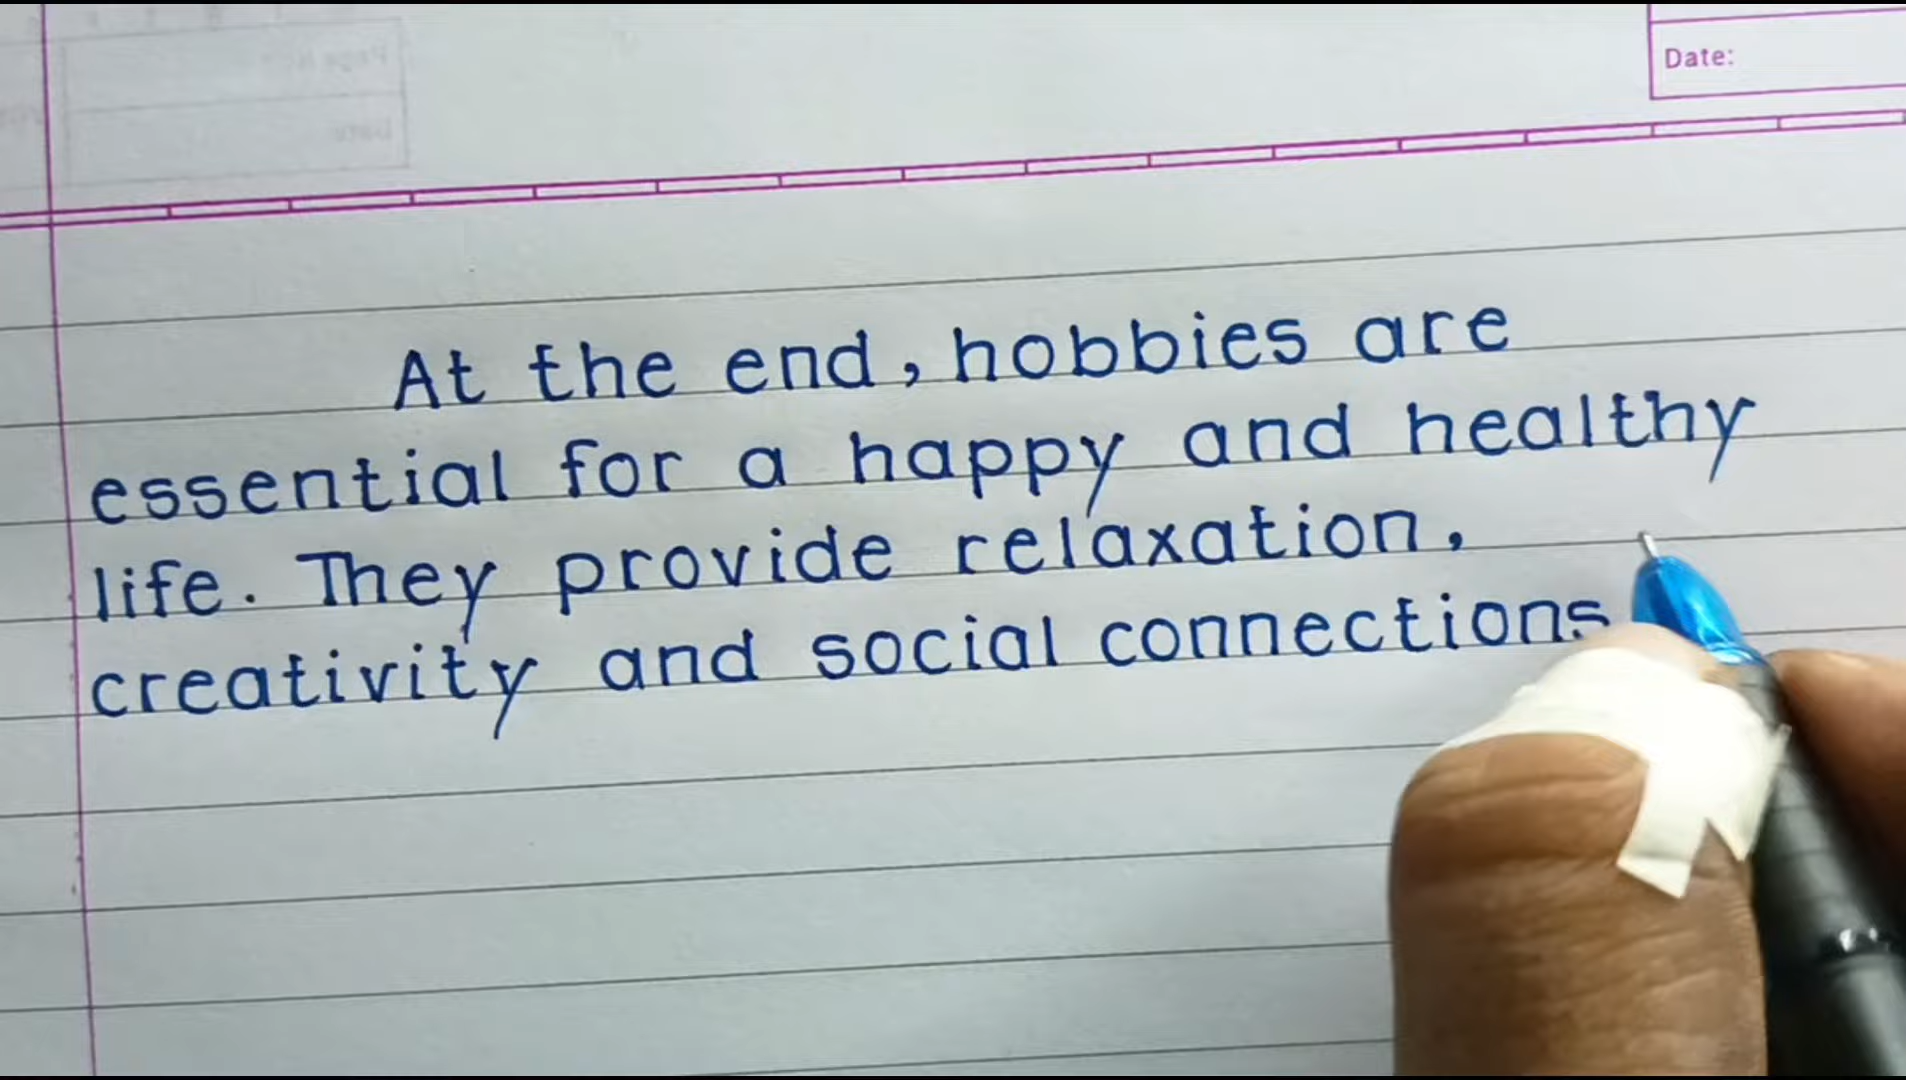 Date:
At the end, hobbies are
essential for a happy and healthy
life. They provide relaxation,
creativity and social connections